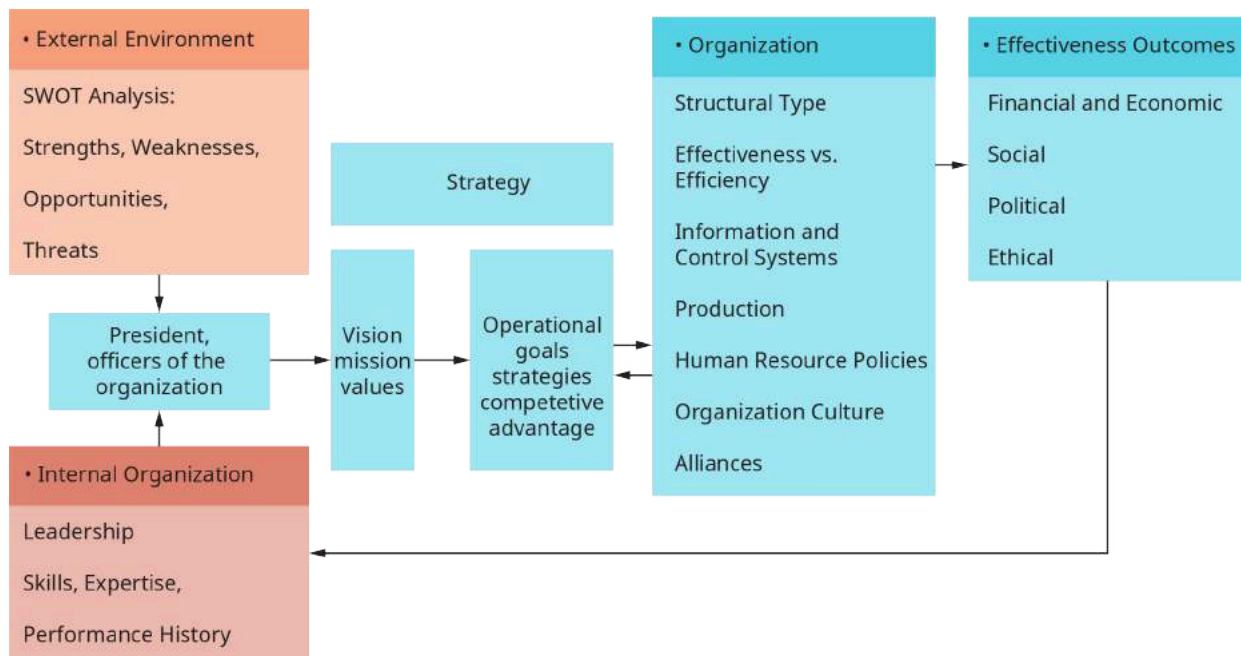 • External Environment
SWOT Analysis:
Strengths, Weaknesses,
Opportunities,
Threats
President,
officers of the
organization
• Internal Organization
Leadership
Skills, Expertise,
Performance History
Strategy
Vision
mission
values
Operational
goals
strategies
competetive
advantage
• Organization
Structural Type
Effectiveness vs.
Efficiency
Information and
Control Systems
Production
Human Resource Policies
Organization Culture
Alliances
• Effectiveness Outcomes
Financial and Economic
Social
Political
Ethical